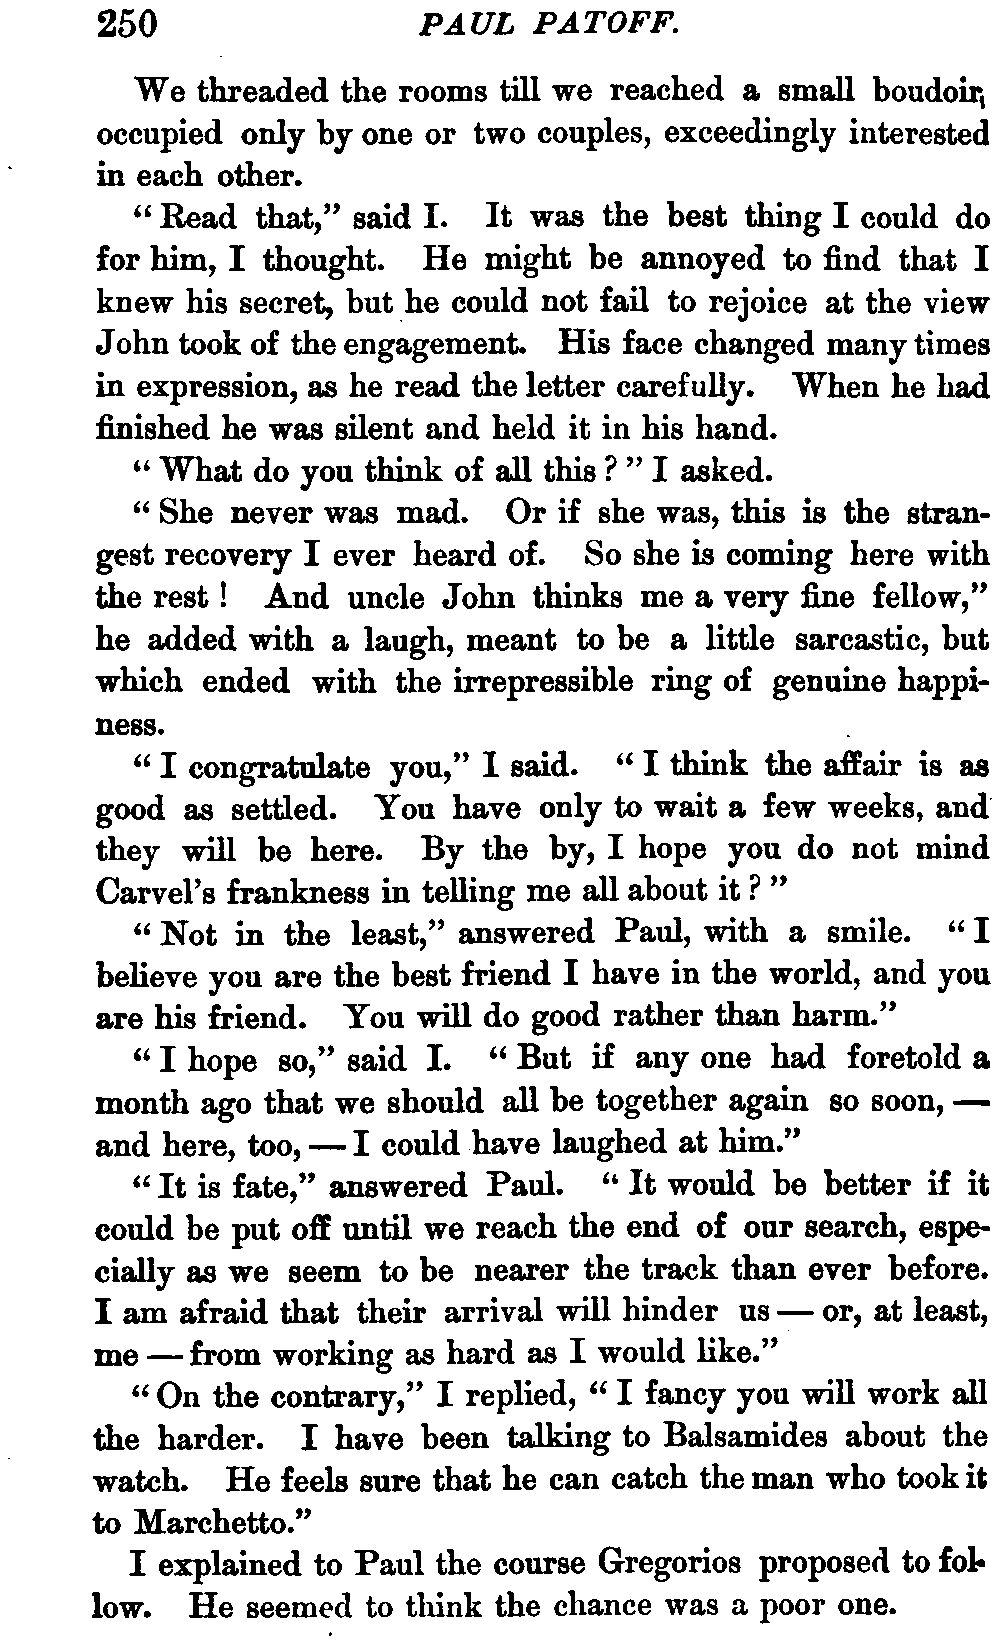 250 PAUL PATOFF.
We threaded the rooms till we reached a small boudoir,
occupied only by one or two couples, exceedingly interested
in each other.
“Read that,” said I. It was the best thing I could do
for him, I thought. He might be annoyed to find that I
knew his secret, but he could not fail to rejoice at the view
John took of the engagement. His face changed many times
in expression, as he read the letter carefully. When he had
finished he was silent and held it in his hand.
“What do you think of all this?” I asked.
“She never was mad. Or if she was, this is the stran-
gest recovery I ever heard of. So she is coming here with
the rest! And uncle John thinks me a very fine fellow,”
he added with a laugh, meant to be a little sarcastic, but
which ended with the irrepressible ring of genuine happi-
ness.
“I congratulate you,” I said. “I think the affair is as
good as settled. You have only to wait a few weeks, and
they will be here. By the by, I hope you do not mind
Carvel’s frankness in telling me all about it?”
“Not in the least,” answered Paul, with a smile. “I
believe you are the best friend I have in the world, and you
are his friend. You will do good rather than harm.”
“I hope so,” said I. “But if any one had foretold a
month ago that we should all be together again so soon, —
and here, too, — I could have laughed at him.”
“It is fate,” answered Paul. “It would be better if it
could be put off until we reach the end of our search, espe-
cially as we seem to be nearer the track than ever before.
I am afraid that their arrival will hinder us — or, at least,
me — from working as hard as I would like.”
“On the contrary,” I replied, “I fancy you will work all
the harder. I have been talking to Balsamides about the
watch. He feels sure that he can catch the man who took it
to Marchetto.”
I explained to Paul the course Gregorios proposed to fol-
low. He seemed to think the chance was a poor one.